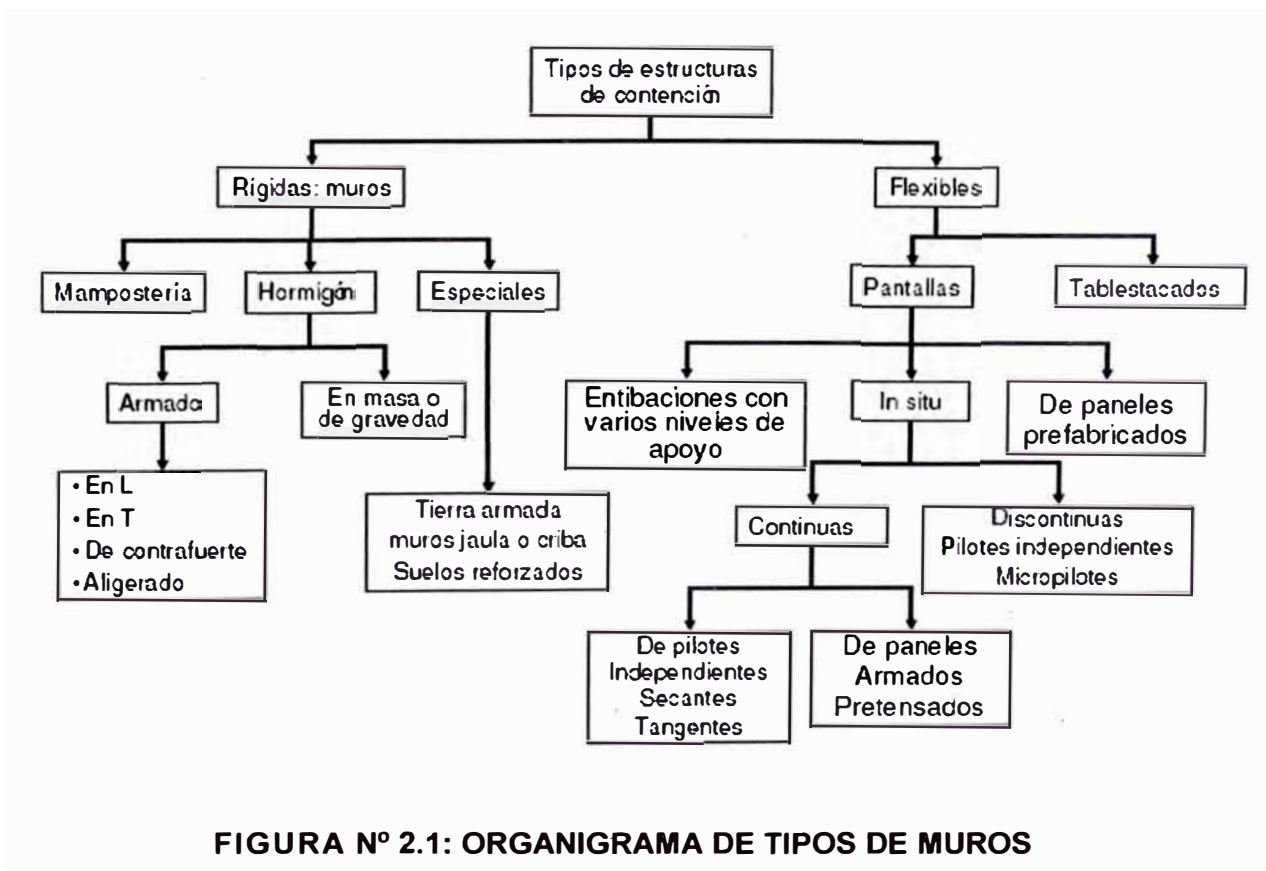 Tipos de estructuras
de contención
Rígidas: muros
Flexibles
Mampostería
Hormigón
Especiales
Pantallas
Tablestacados
Armado
En masa o
de gravedad
Entibaciones con
varios niveles de
apoyo
In situ
De paneles
prefabricados
• En L
• En T
• De contrafuerte
• Aligerado
Tierra armada
muros jaula o criba
Suelos reforzados
Continuas
Discontinuas
Pilotes independientes
Micropilotes
De pilotes
Independientes
Secantes
Tangentes
De paneles
Armados
Pretensados
FIGURA Nº 2.1: ORGANIGRAMA DE TIPOS DE MUROS